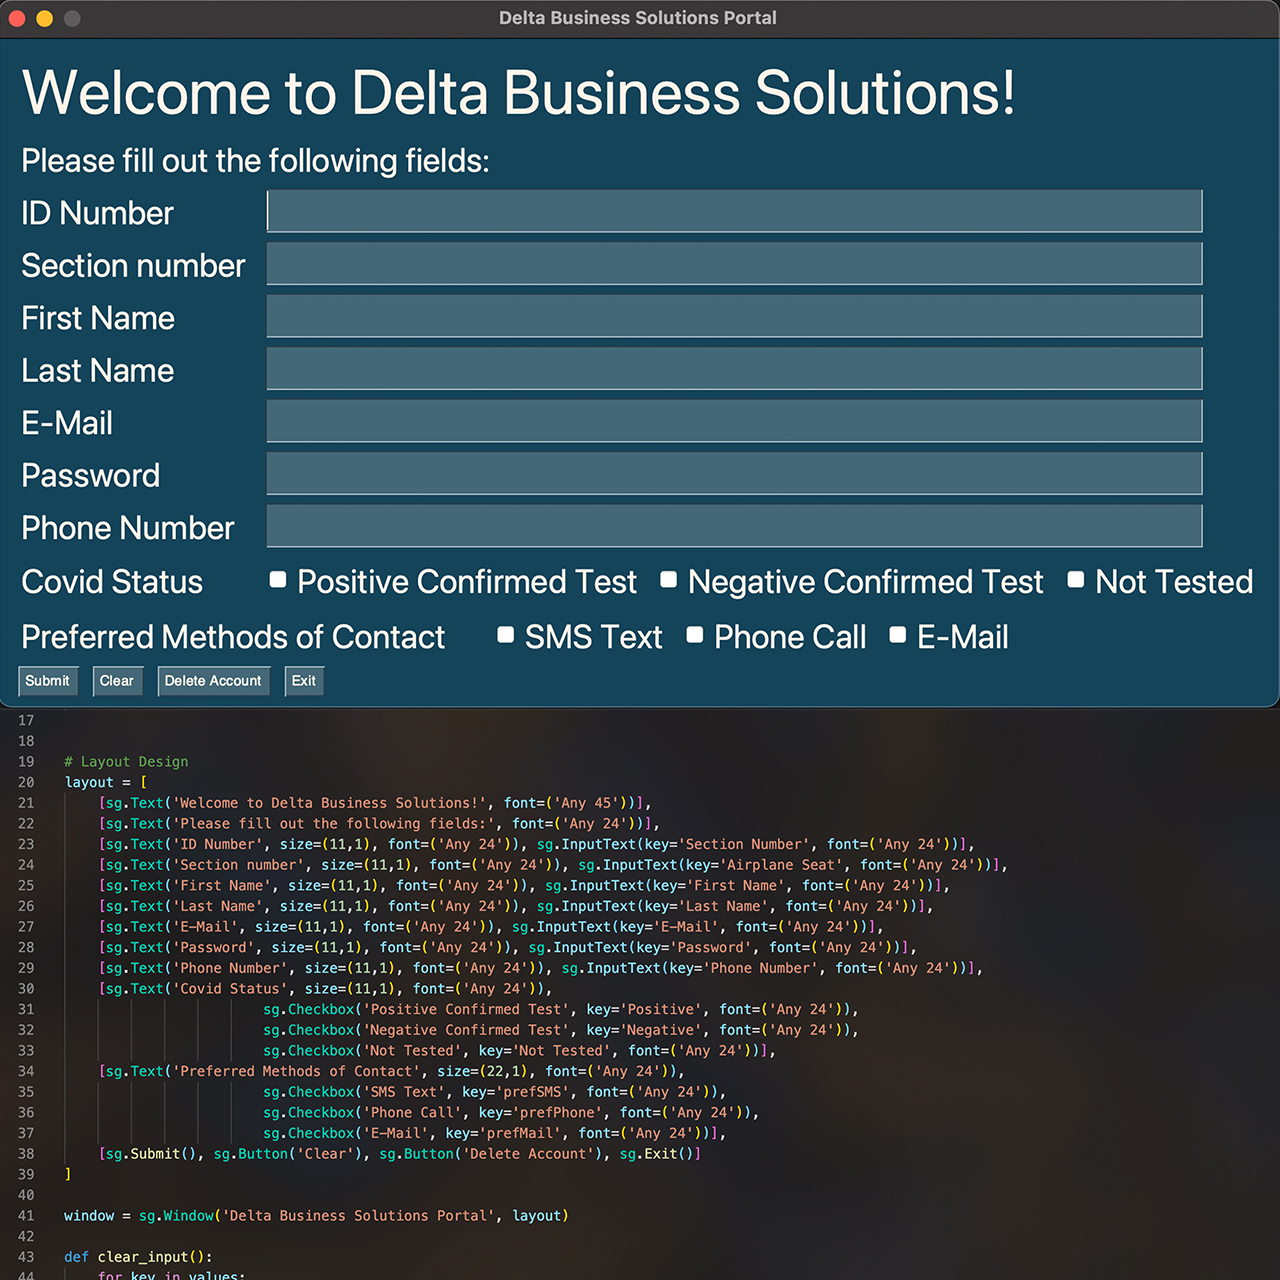 Delta Business Solutions Portal
Welcome to Delta Business Solutions!
Please fill out the following fields:
ID Number
Section number
First Name
Last Name
E-Mail
Password
Phone Number
Covid Status Positive Confirmed Test Negative Confirmed Test Not Tested
Preferred Methods of Contact SMS Text Phone Call E-Mail
Submit Clear Delete Account Exit
17
18
19 # Layout Design
20 layout = [
21 [sg.Text('Welcome to Delta Business Solutions!', font=('Any 45'))],
22 [sg.Text('Please fill out the following fields:', font=('Any 24'))],
23 [sg.Text('ID Number', size=(11,1), font=('Any 24')), sg.InputText(key='Section Number', font=('Any 24'))],
24 [sg.Text('Section number', size=(11,1), font=('Any 24')), sg.InputText(key='Airplane Seat', font=('Any 24'))],
25 [sg.Text('First Name', size=(11,1), font=('Any 24')), sg.InputText(key='First Name', font=('Any 24'))],
26 [sg.Text('Last Name', size=(11,1), font=('Any 24')), sg.InputText(key='Last Name', font=('Any 24'))],
27 [sg.Text('E-Mail', size=(11,1), font=('Any 24')), sg.InputText(key='E-Mail', font=('Any 24'))],
28 [sg.Text('Password', size=(11,1), font=('Any 24')), sg.InputText(key='Password', font=('Any 24'))],
29 [sg.Text('Phone Number', size=(11,1), font=('Any 24')), sg.InputText(key='Phone Number', font=('Any 24'))],
30 [sg.Text('Covid Status', size=(11,1), font=('Any 24')),
31 sg.Checkbox('Positive Confirmed Test', key='Positive', font=('Any 24')),
32 sg.Checkbox('Negative Confirmed Test', key='Negative', font=('Any 24')),
33 sg.Checkbox('Not Tested', key='Not Tested', font=('Any 24'))],
34 [sg.Text('Preferred Methods of Contact', size=(22,1), font=('Any 24')),
35 sg.Checkbox('SMS Text', key='prefSMS', font=('Any 24')),
36 sg.Checkbox('Phone Call', key='prefPhone', font=('Any 24')),
37 sg.Checkbox('E-Mail', key='prefMail', font=('Any 24'))],
38 [sg.Submit(), sg.Button('Clear'), sg.Button('Delete Account'), sg.Exit()]
39 ]
40
41 window = sg.Window('Delta Business Solutions Portal', layout)
42
43 def clear_input():
44 for key in values: